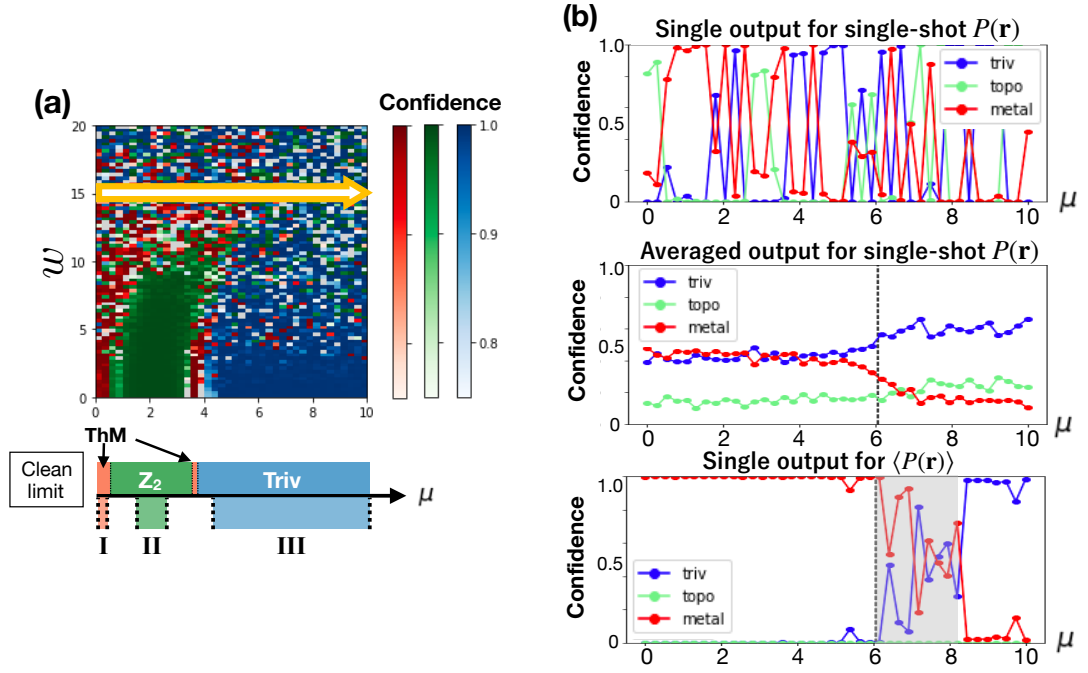 (a)
Confidence
w
20
15
10
5
0
0 2 4 6 8 10
1.0
0.9
0.8
ThM
Clean
limit
Z2
Triv
μ
I
II
III
(b)
Single output for single-shot P(r)
Confidence
1.0
0.5
0
triv
topo
metal
0 2 4 6 8 10
μ
Averaged output for single-shot P(r)
Confidence
1.0
0.5
0
triv
topo
metal
0 2 4 6 8 10
μ
Single output for ⟨P(r)⟩
Confidence
1.0
0.5
0
triv
topo
metal
0 2 4 6 8 10
μ